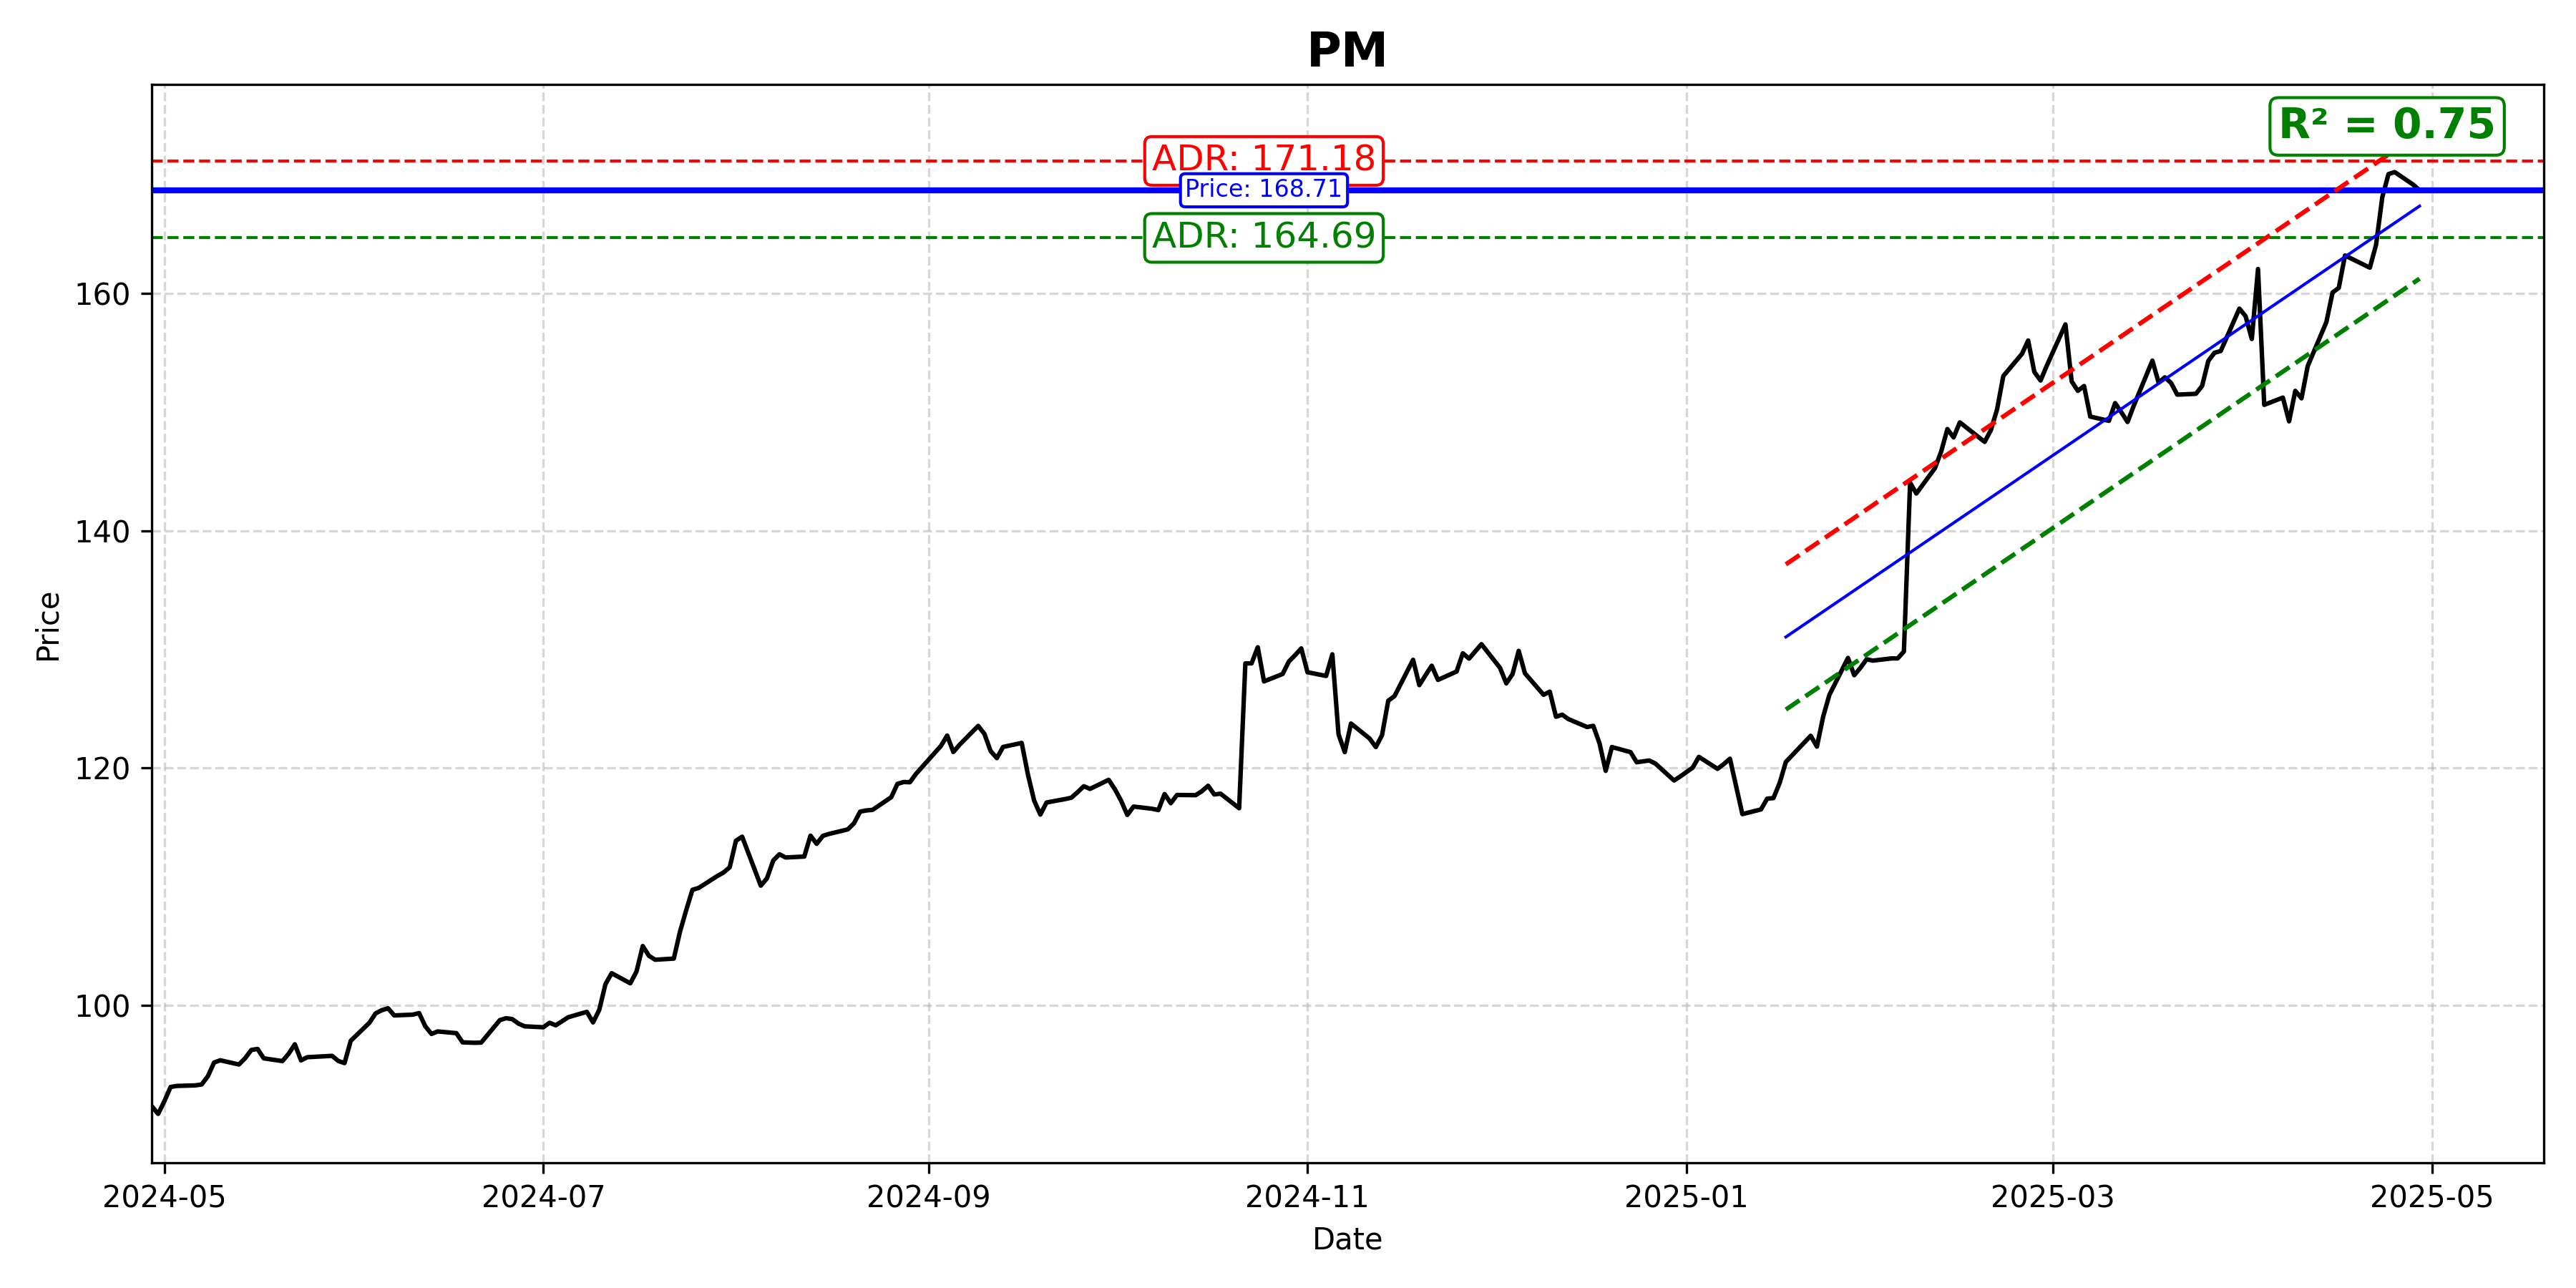 PM
R² = 0.75
ADR: 171.18
Price: 168.71
ADR: 164.69
160
140
120
100
Price
2024-05
2024-07
2024-09
2024-11
2025-01
2025-03
2025-05
Date